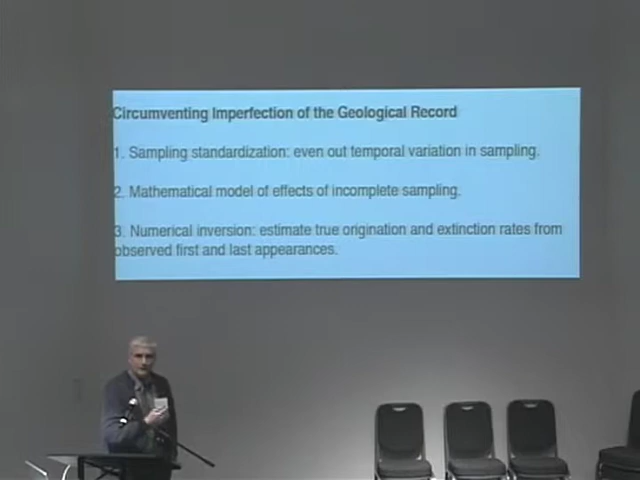 Circumventing Imperfection of the Geological Record
1. Sampling standardization: even out temporal variation in sampling.
2. Mathematical model of effects of incomplete sampling.
3. Numerical inversion: estimate true origination and extinction rates from
observed first and last appearances.